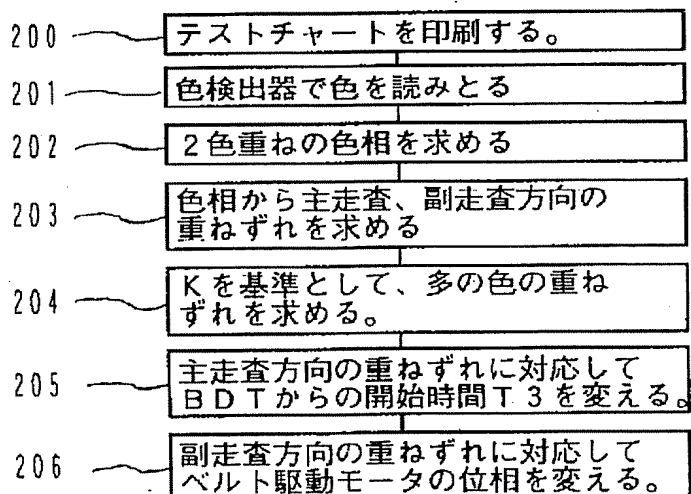 200 テストチャートを印刷する。
201 色検出器で色を読みとる
202 2色重ねの色相を求める
203 色相から主走査、副走査方向の
重ねずれを求める
204 Kを基準として、多の色の重ね
ずれを求める。
205 主走査方向の重ねずれに対応して
BDTからの開始時間T3を変える。
206 副走査方向の重ねずれに対応して
ベルト駆動モータの位相を変える。